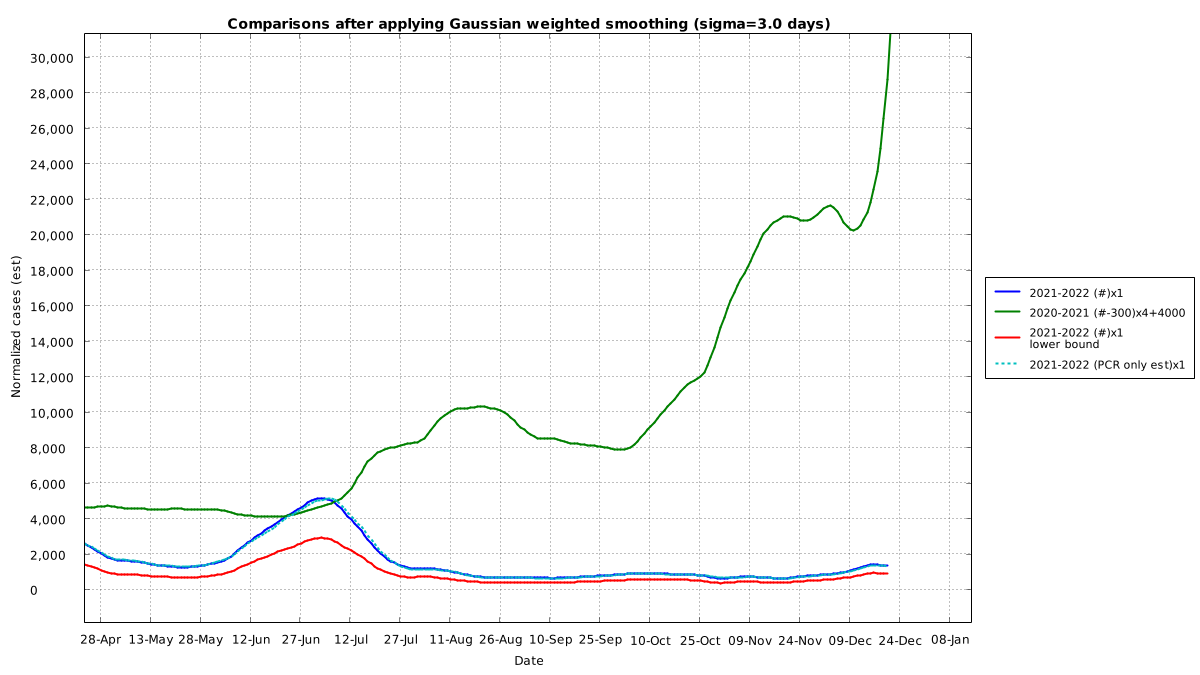 Comparisons after applying Gaussian weighted smoothing (sigma=3.0 days)
Normalized cases (est)
30,000
28,000
26,000
24,000
22,000
20,000
18,000
16,000
14,000
12,000
10,000
8,000
6,000
4,000
2,000
0
28-Apr 13-May 28-May 12-Jun 27-Jun 12-Jul 27-Jul 11-Aug 26-Aug 10-Sep 25-Sep 10-Oct 25-Oct 09-Nov 24-Nov 09-Dec 24-Dec 08-Jan
Date
2021-2022 (#)x1
2020-2021 (#-300)x4+4000
2021-2022 (#)x1
lower bound
2021-2022 (PCR only est)x1